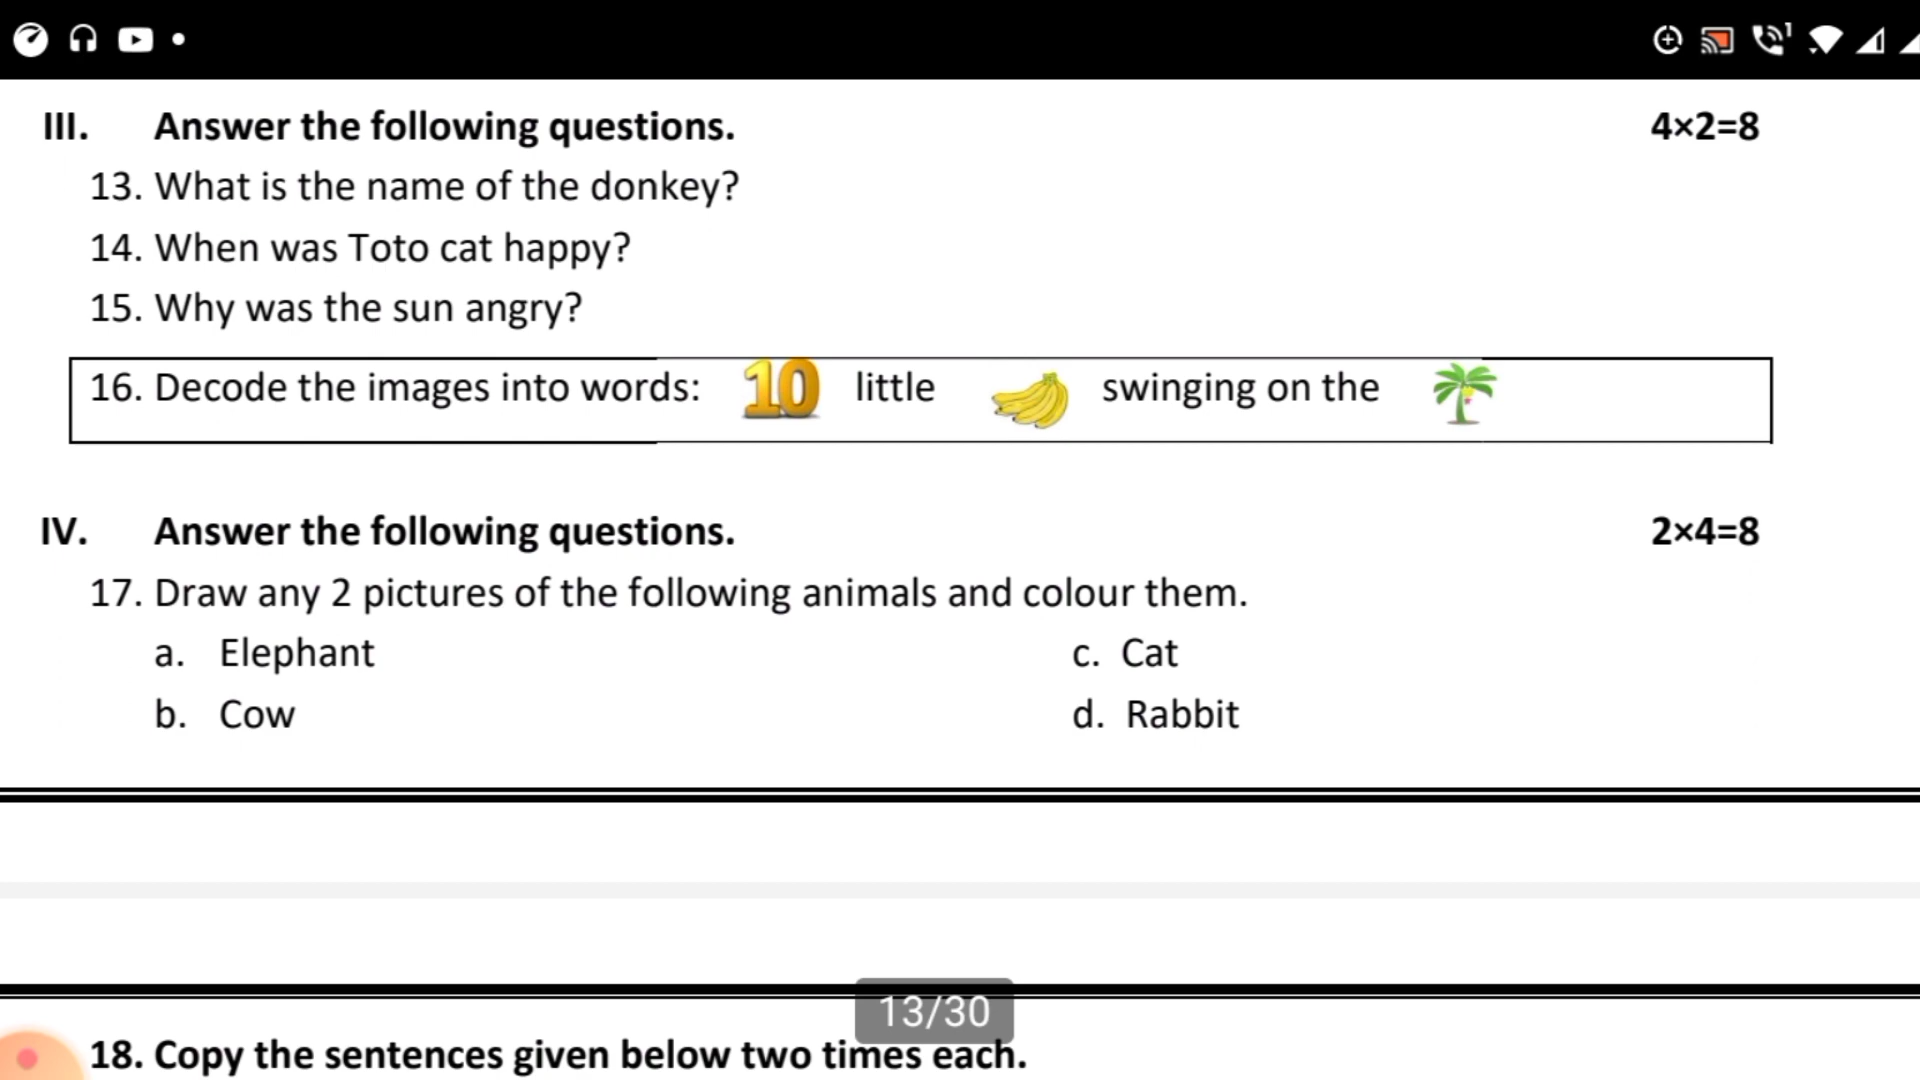 III. Answer the following questions. 4×2=8
13. What is the name of the donkey?
14. When was Toto cat happy?
15. Why was the sun angry?
16. Decode the images into words: 10 little swinging on the
IV. Answer the following questions. 2×4=8
17. Draw any 2 pictures of the following animals and colour them.
a. Elephant c. Cat
b. Cow d. Rabbit
13/30
18. Copy the sentences given below two times each.